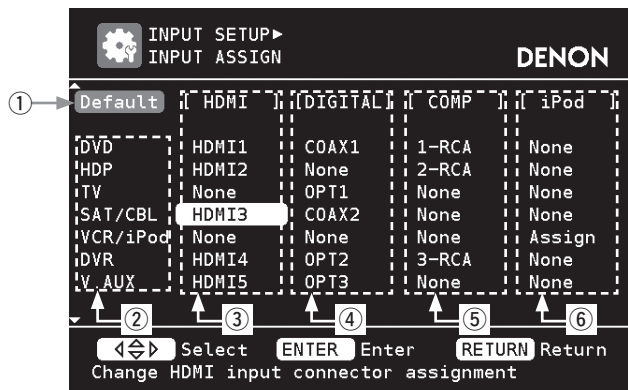 INPUT SETUP▶
INPUT ASSIGN
DENON
① Default [ HDMI ] [DIGITAL] [ COMP ] [ iPod ]
DVD HDMI1 COAX1 1-RCA None
HDP HDMI2 None 2-RCA None
TV None OPT1 None None
SAT/CBL HDMI3 COAX2 None None
VCR/iPod None None None Assign
DVR HDMI4 OPT2 3-RCA None
V.AUX HDMI5 OPT3 None None
② ③ ④ ⑤ ⑥
Select ENTER Enter RETURN Return
Change HDMI input connector assignment